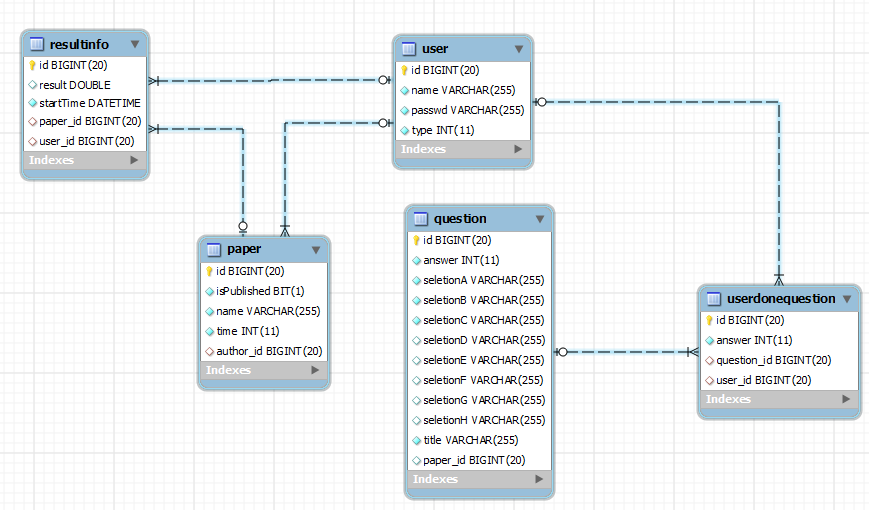 resultinfo
id BIGINT(20)
result DOUBLE
startTime DATETIME
paper_id BIGINT(20)
user_id BIGINT(20)
Indexes
user
id BIGINT(20)
name VARCHAR(255)
passwd VARCHAR(255)
type INT(11)
Indexes
paper
id BIGINT(20)
isPublished BIT(1)
name VARCHAR(255)
time INT(11)
author_id BIGINT(20)
Indexes
question
id BIGINT(20)
answer INT(11)
seletionA VARCHAR(255)
seletionB VARCHAR(255)
seletionC VARCHAR(255)
seletionD VARCHAR(255)
seletionE VARCHAR(255)
seletionF VARCHAR(255)
seletionG VARCHAR(255)
seletionH VARCHAR(255)
title VARCHAR(255)
paper_id BIGINT(20)
Indexes
userdonequestion
id BIGINT(20)
answer INT(11)
question_id BIGINT(20)
user_id BIGINT(20)
Indexes